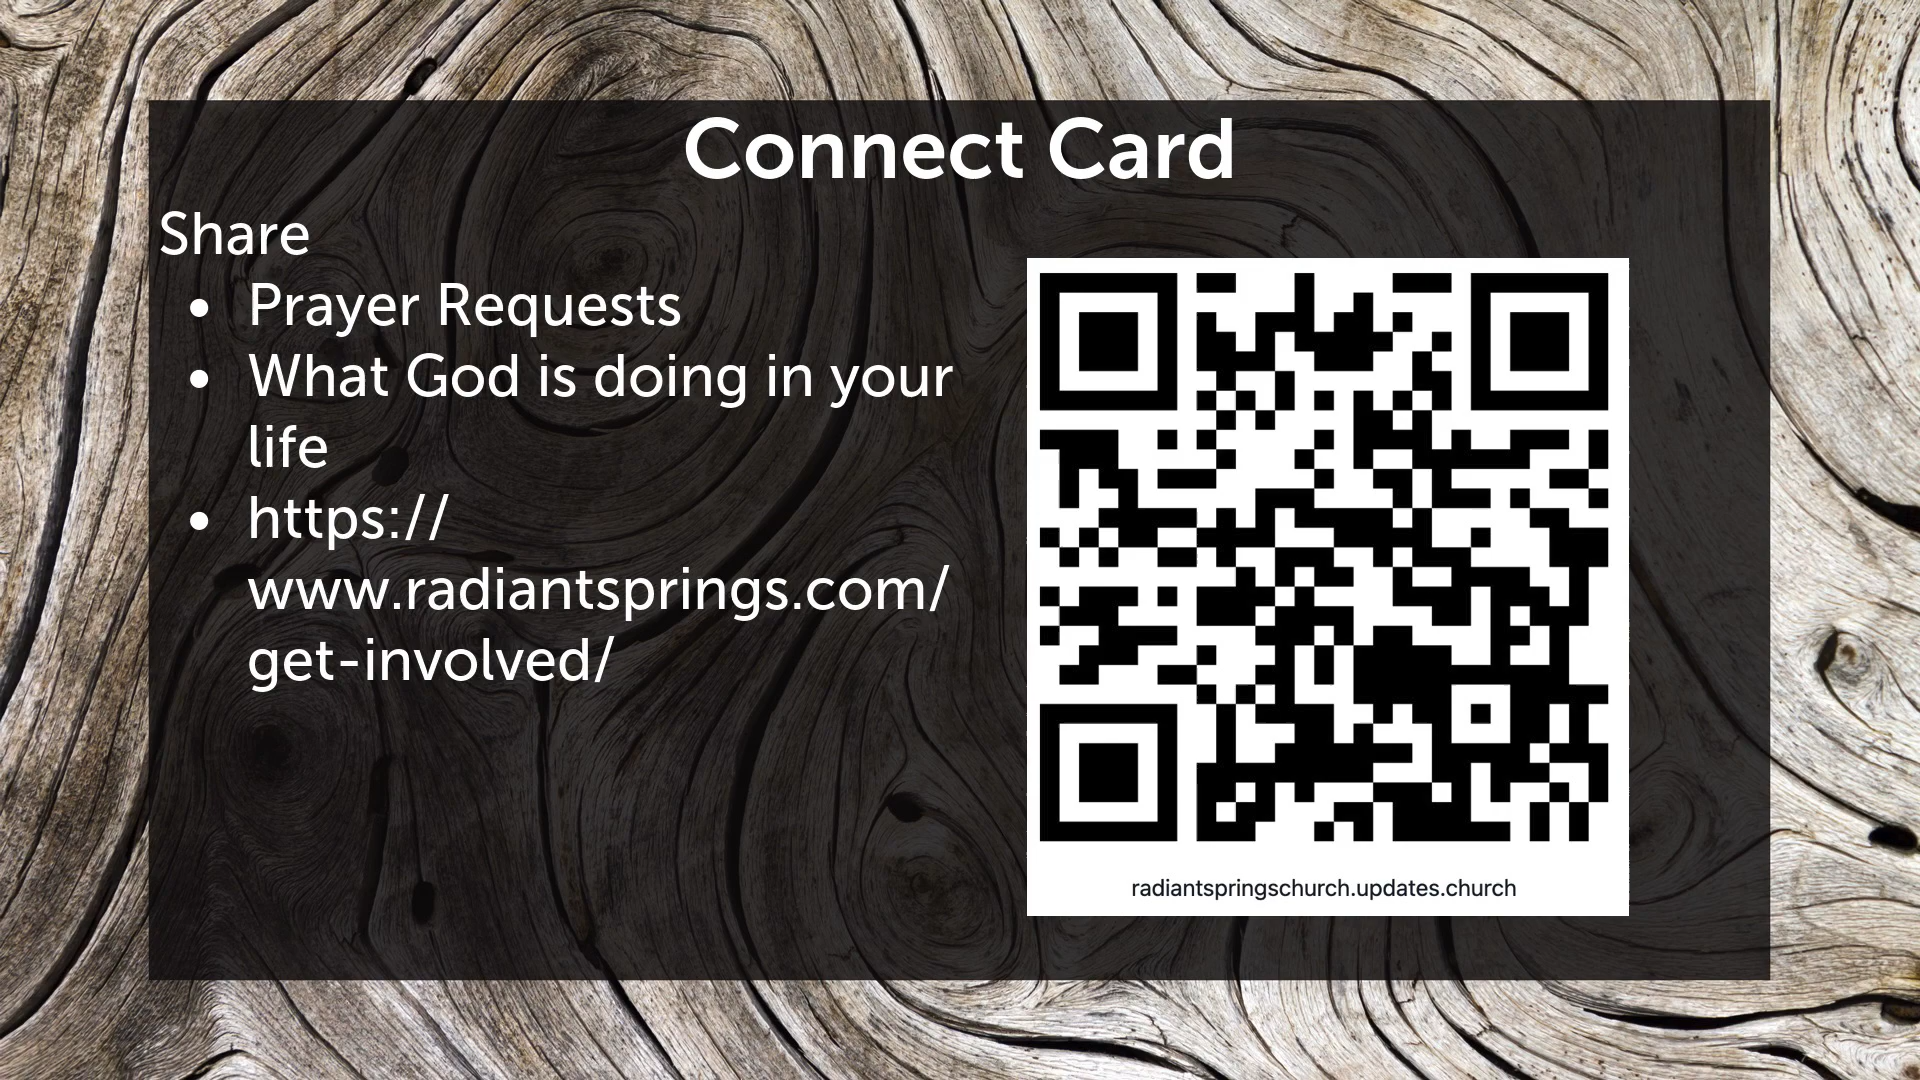 Connect Card
Share
• Prayer Requests
• What God is doing in your
life
• https://
www.radiantsprings.com/
get-involved/
radiantspringschurch.updates.church